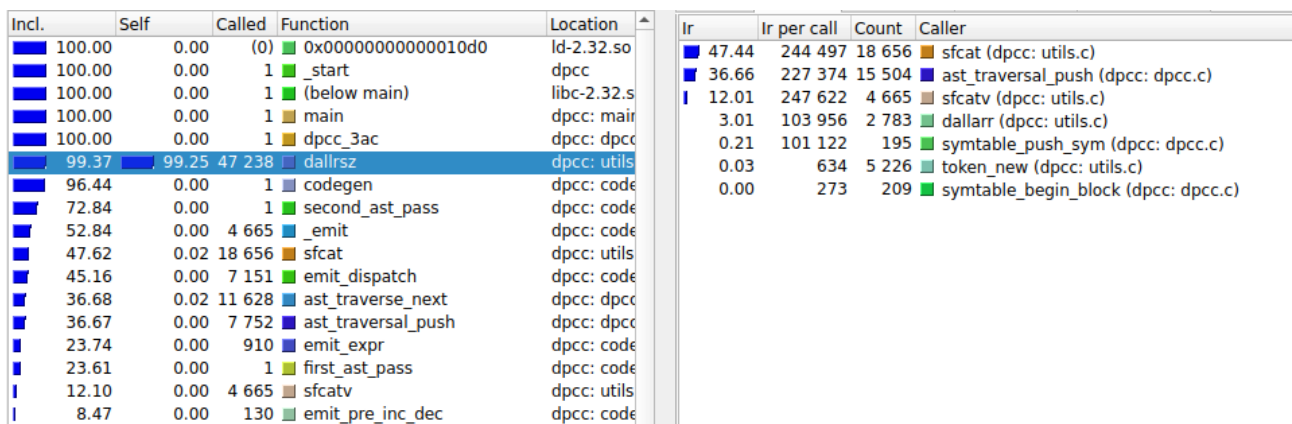 Incl. Self Called Function Location
100.00 0.00 (0) 0x00000000000010d0 ld-2.32.so
100.00 0.00 1 _start dpcc
100.00 0.00 1 (below main) libc-2.32.s
100.00 0.00 1 main dpcc: mair
100.00 0.00 1 dpcc_3ac dpcc: dpcc
99.37 99.25 47 238 dallrsz dpcc: utils
96.44 0.00 1 codegen dpcc: code
72.84 0.00 1 second_ast_pass dpcc: code
52.84 0.00 4 665 _emit dpcc: code
47.62 0.02 18 656 sfcat dpcc: utils
45.16 0.00 7 151 emit_dispatch dpcc: code
36.68 0.02 11 628 ast_traverse_next dpcc: dpcc
36.67 0.00 7 752 ast_traversal_push dpcc: dpcc
23.74 0.00 910 emit_expr dpcc: code
23.61 0.00 1 first_ast_pass dpcc: code
12.10 0.00 4 665 sfcatv dpcc: utils
8.47 0.00 130 emit_pre_inc_dec dpcc: code
Ir Ir per call Count Caller
47.44 244 497 18 656 sfcat (dpcc: utils.c)
36.66 227 374 15 504 ast_traversal_push (dpcc: dpcc.c)
12.01 247 622 4 665 sfcatv (dpcc: utils.c)
3.01 103 956 2 783 dallarr (dpcc: utils.c)
0.21 101 122 195 symtable_push_sym (dpcc: dpcc.c)
0.03 634 5 226 token_new (dpcc: utils.c)
0.00 273 209 symtable_begin_block (dpcc: dpcc.c)